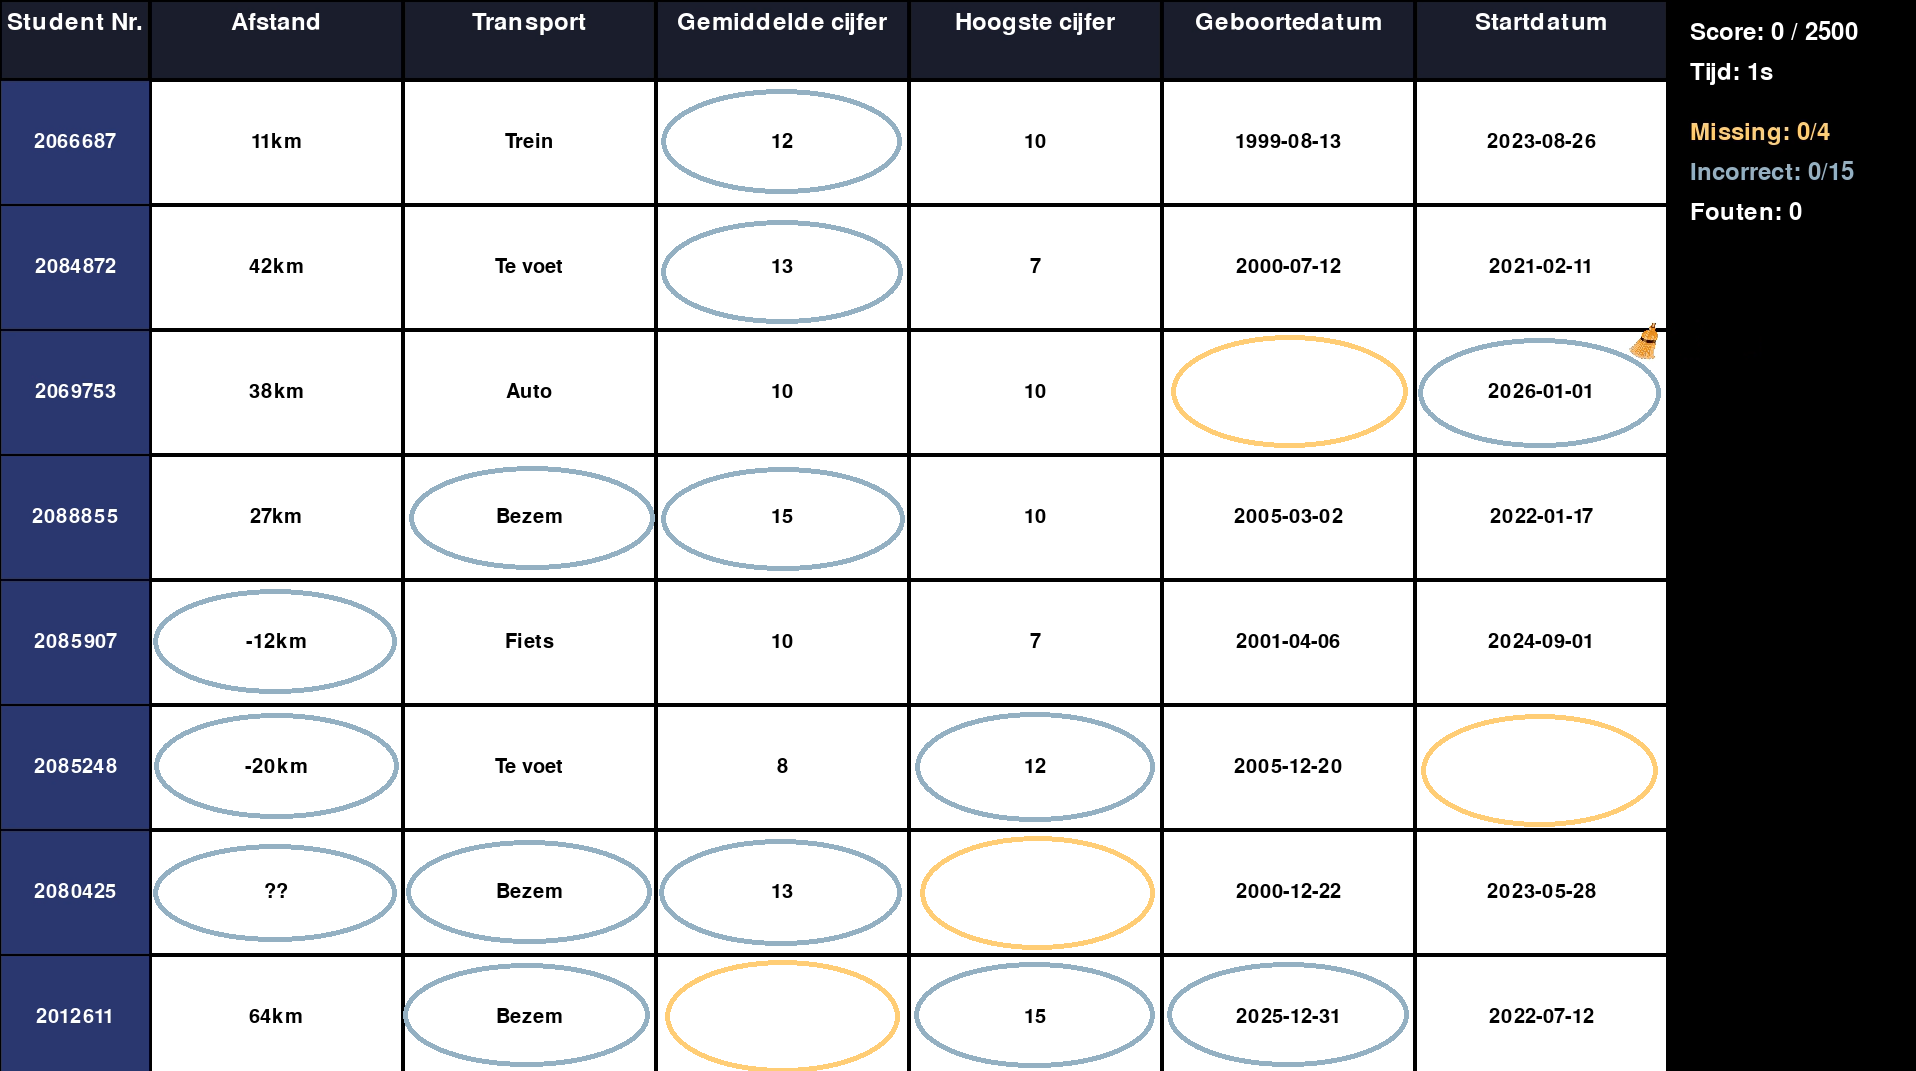 Student Nr. Afstand Transport Gemiddelde cijfer Hoogste cijfer Geboortedatum Startdatum
2066687 11km Trein 12 10 1999-08-13 2023-08-26
2084872 42km Te voet 13 7 2000-07-12 2021-02-11
2069753 38km Auto 10 10 2026-01-01
2088855 27km Bezem 15 10 2005-03-02 2022-01-17
2085907 -12km Fiets 10 7 2001-04-06 2024-09-01
2085248 -20km Te voet 8 12 2005-12-20
2080425 ?? Bezem 13 2000-12-22 2023-05-28
2012611 64km Bezem 15 2025-12-31 2022-07-12
Score: 0 / 2500
Tijd: 1s
Missing: 0/4
Incorrect: 0/15
Fouten: 0